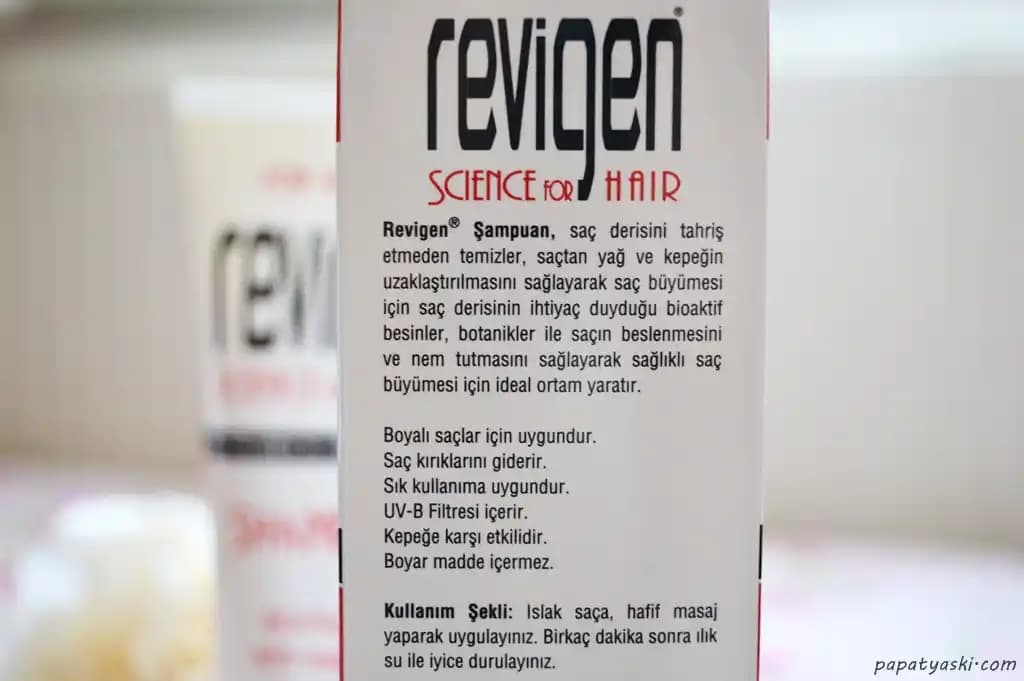 revigen®
SCIENCE FOR HAIR
Revigen® Şampuan, saç derisini tahriş
etmeden temizler, saçtan yağ ve kepeğin
uzaklaştırılmasını sağlayarak saç büyümesi
için saç derisinin ihtiyaç duyduğu bioaktif
besinler, botanikler ile saçın beslenmesini
ve nem tutmasını sağlayarak sağlıklı saç
büyümesi için ideal ortam yaratır.
Boyalı saçlar için uygundur.
Saç kırıklarını giderir.
Sık kullanıma uygundur.
UV-B Filtresi içerir.
Kepeğe karşı etkilidir.
Boyar madde içermez.
Kullanım Şekli: Islak saça, hafif masaj
yaparak uygulayınız. Birkaç dakika sonra ılık
su ile iyice durulayınız.
papatyaski.com